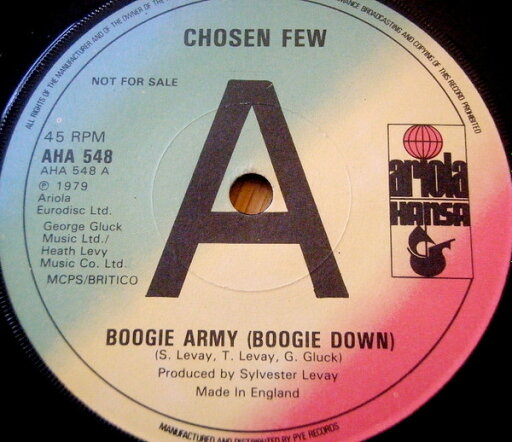 ALL RIGHTS OF THE MANUFACTURER AND OF THE OWNER OF THE
BROADCASTING AND COPYING OF THIS RECORD PROHIBITED
CHOSEN FEW
NOT FOR SALE
A
45 RPM
AHA 548
AHA 548 A
℗ 1979
Ariola
Eurodisc Ltd.
George Gluck
Music Ltd./
Heath Levy
Music Co. Ltd.
MCPS/BRITICO
ariola
HANSA
BOOGIE ARMY (BOOGIE DOWN)
(S. Levay, T. Levay, G. Gluck)
Produced by Sylvester Levay
Made in England
MANUFACTURED AND DISTRIBUTED BY PYE RECORDS